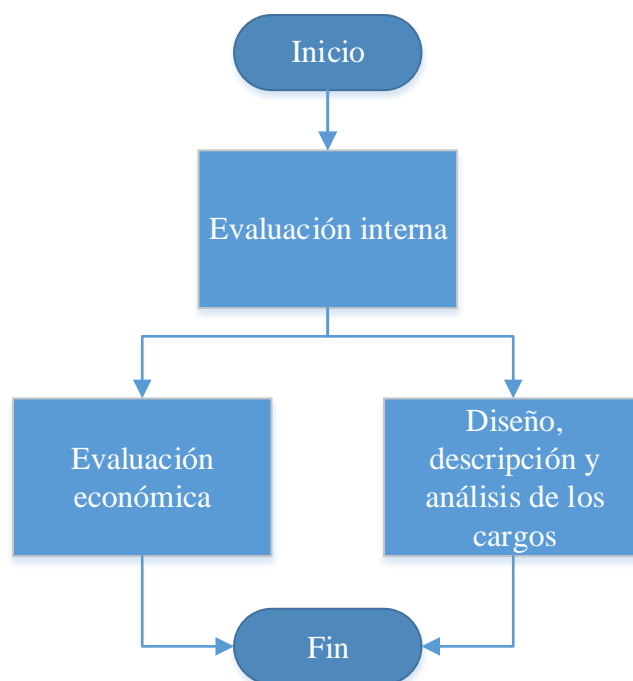 Inicio
Evaluación interna
Evaluación
económica
Diseño,
descripción y
análisis de los
cargos
Fin